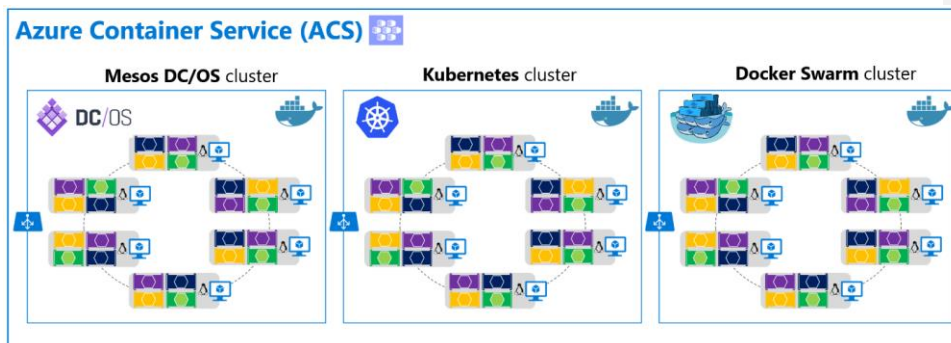 Azure Container Service (ACS)
Mesos DC/OS cluster
Kubernetes cluster
Docker Swarm cluster
DC/OS